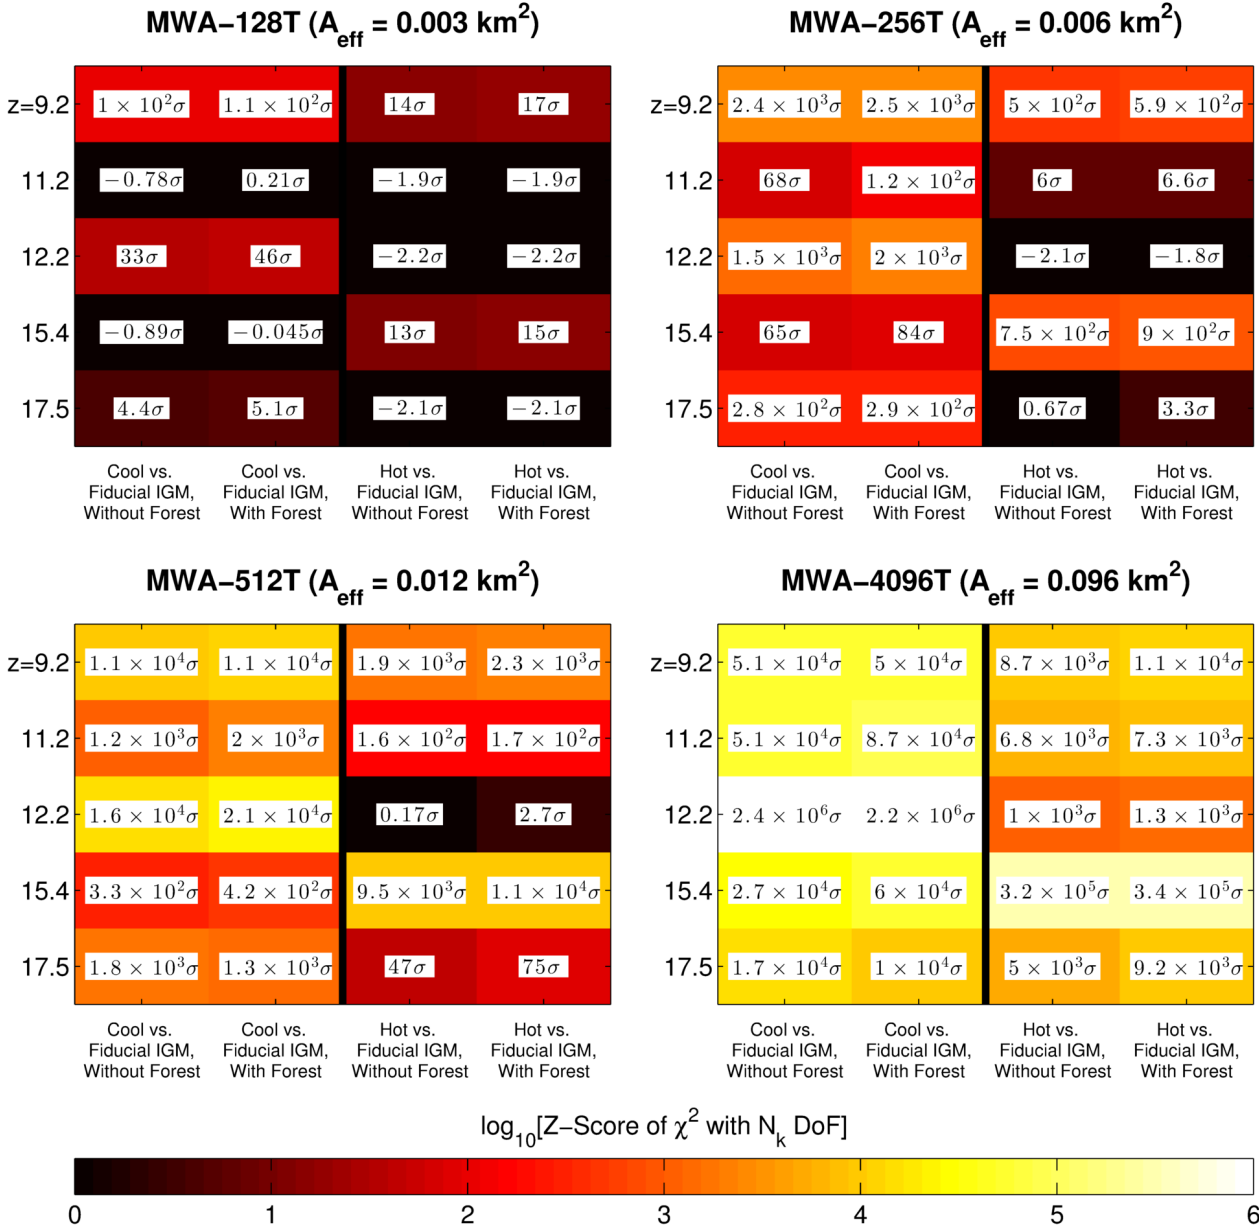 MWA−128T (A_eff = 0.003 km²)
z=9.2 1 × 10²σ 1.1 × 10²σ 14σ 17σ
11.2 −0.78σ 0.21σ −1.9σ −1.9σ
12.2 33σ 46σ −2.2σ −2.2σ
15.4 −0.89σ −0.045σ 13σ 15σ
17.5 4.4σ 5.1σ −2.1σ −2.1σ
Cool vs. Cool vs. Hot vs. Hot vs.
Fiducial IGM, Fiducial IGM, Fiducial IGM, Fiducial IGM,
Without Forest With Forest Without Forest With Forest
MWA−256T (A_eff = 0.006 km²)
z=9.2 2.4 × 10³σ 2.5 × 10³σ 5 × 10²σ 5.9 × 10²σ
11.2 68σ 1.2 × 10²σ 6σ 6.6σ
12.2 1.5 × 10³σ 2 × 10³σ −2.1σ −1.8σ
15.4 65σ 84σ 7.5 × 10²σ 9 × 10²σ
17.5 2.8 × 10²σ 2.9 × 10²σ 0.67σ 3.3σ
Cool vs. Cool vs. Hot vs. Hot vs.
Fiducial IGM, Fiducial IGM, Fiducial IGM, Fiducial IGM,
Without Forest With Forest Without Forest With Forest
MWA−512T (A_eff = 0.012 km²)
z=9.2 1.1 × 10⁴σ 1.1 × 10⁴σ 1.9 × 10³σ 2.3 × 10³σ
11.2 1.2 × 10³σ 2 × 10³σ 1.6 × 10²σ 1.7 × 10²σ
12.2 1.6 × 10⁴σ 2.1 × 10⁴σ 0.17σ 2.7σ
15.4 3.3 × 10²σ 4.2 × 10²σ 9.5 × 10³σ 1.1 × 10⁴σ
17.5 1.8 × 10³σ 1.3 × 10³σ 47σ 75σ
Cool vs. Cool vs. Hot vs. Hot vs.
Fiducial IGM, Fiducial IGM, Fiducial IGM, Fiducial IGM,
Without Forest With Forest Without Forest With Forest
MWA−4096T (A_eff = 0.096 km²)
z=9.2 5.1 × 10⁴σ 5 × 10⁴σ 8.7 × 10³σ 1.1 × 10⁴σ
11.2 5.1 × 10⁴σ 8.7 × 10⁴σ 6.8 × 10³σ 7.3 × 10³σ
12.2 2.4 × 10⁶σ 2.2 × 10⁶σ 1 × 10³σ 1.3 × 10³σ
15.4 2.7 × 10⁴σ 6 × 10⁴σ 3.2 × 10⁵σ 3.4 × 10⁵σ
17.5 1.7 × 10⁴σ 1 × 10⁴σ 5 × 10³σ 9.2 × 10³σ
Cool vs. Cool vs. Hot vs. Hot vs.
Fiducial IGM, Fiducial IGM, Fiducial IGM, Fiducial IGM,
Without Forest With Forest Without Forest With Forest
log₁₀[Z−Score of χ² with N_k DoF]
0 1 2 3 4 5 6